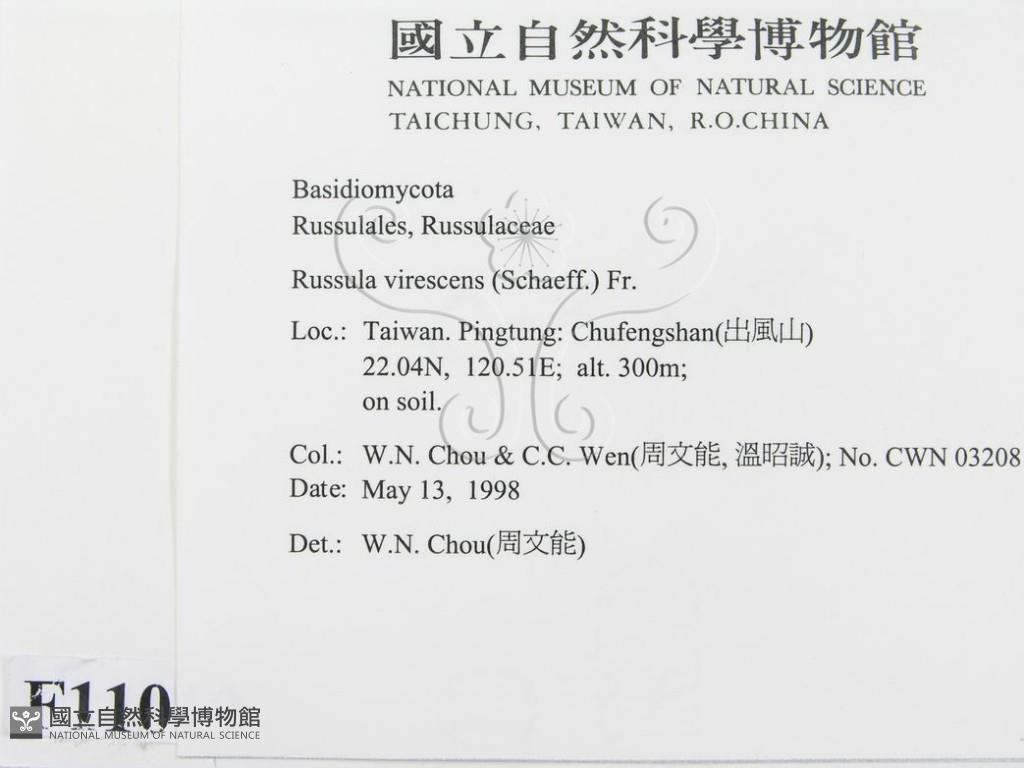 國立自然科學博物館
NATIONAL MUSEUM OF NATURAL SCIENCE
TAICHUNG, TAIWAN, R.O.CHINA
Basidiomycota
Russulales, Russulaceae
Russula virescens (Schaeff.) Fr.
Loc.: Taiwan. Pingtung: Chufengshan(出風山)
22.04N, 120.51E; alt. 300m;
on soil.
Col.: W.N. Chou & C.C. Wen(周文能, 溫昭誠); No. CWN 03208
Date: May 13, 1998
Det.: W.N. Chou(周文能)
F110
國立自然科學博物館
NATIONAL MUSEUM OF NATURAL SCIENCE